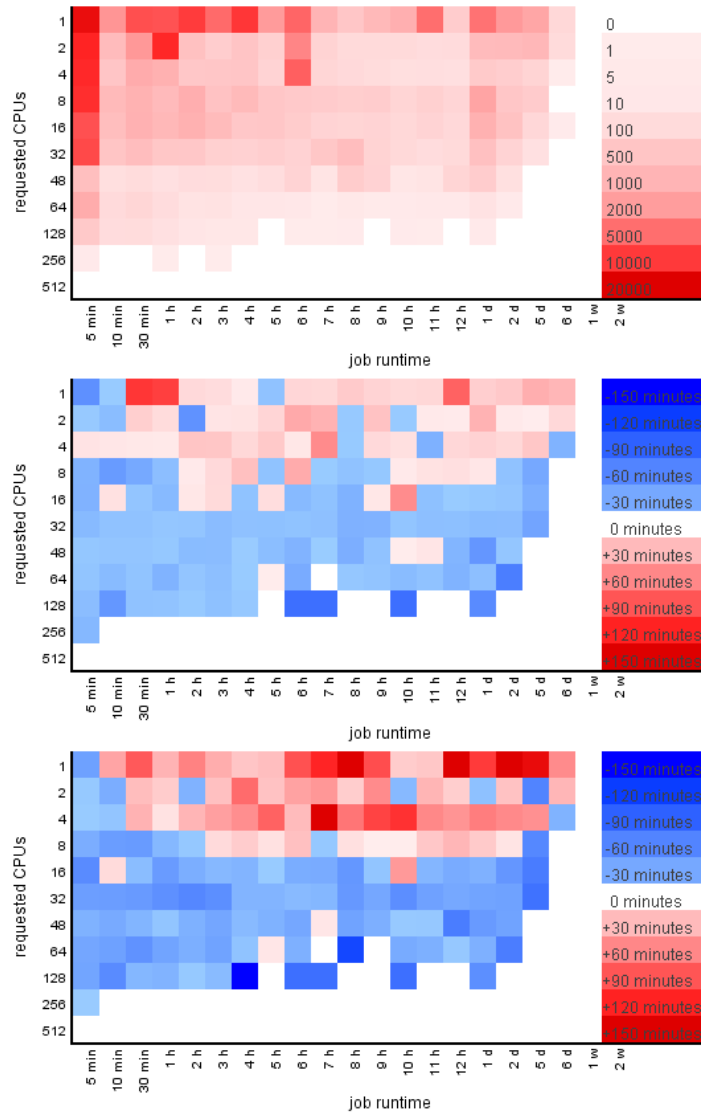 requested CPUs
1
2
4
8
16
32
48
64
128
256
512
5 min
10 min
30 min
1 h
2 h
3 h
4 h
5 h
6 h
7 h
8 h
9 h
10 h
11 h
12 h
1 d
2 d
5 d
6 d
1 w
2 w
job runtime
0
1
5
10
100
500
1000
2000
5000
10000
20000
requested CPUs
1
2
4
8
16
32
48
64
128
256
512
5 min
10 min
30 min
1 h
2 h
3 h
4 h
5 h
6 h
7 h
8 h
9 h
10 h
11 h
12 h
1 d
2 d
5 d
6 d
1 w
2 w
job runtime
-150 minutes
-120 minutes
-90 minutes
-60 minutes
-30 minutes
0 minutes
+30 minutes
+60 minutes
+90 minutes
+120 minutes
+150 minutes
requested CPUs
1
2
4
8
16
32
48
64
128
256
512
5 min
10 min
30 min
1 h
2 h
3 h
4 h
5 h
6 h
7 h
8 h
9 h
10 h
11 h
12 h
1 d
2 d
5 d
6 d
1 w
2 w
job runtime
-150 minutes
-120 minutes
-90 minutes
-60 minutes
-30 minutes
0 minutes
+30 minutes
+60 minutes
+90 minutes
+120 minutes
+150 minutes